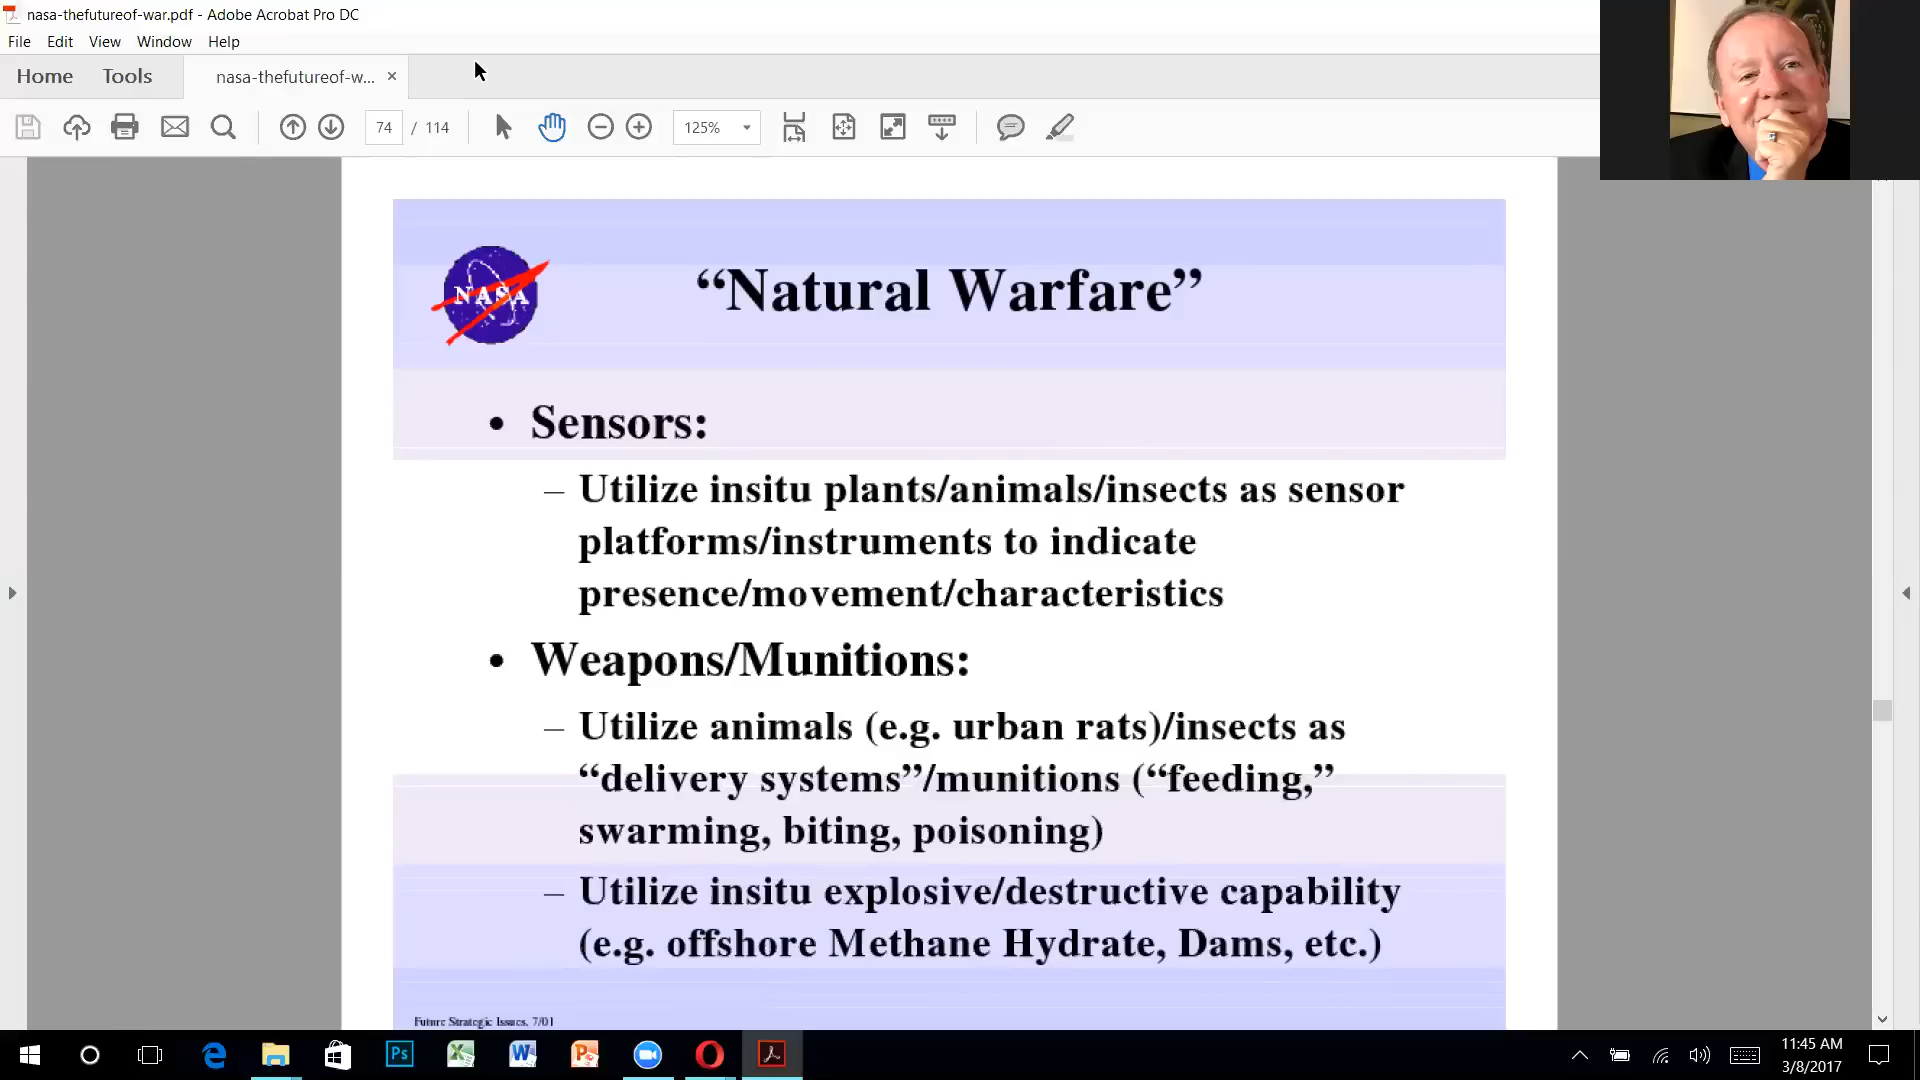 nasa-thefutureof-war.pdf - Adobe Acrobat Pro DC
File Edit View Window Help
Home Tools nasa-thefutureof-w... ×
74 / 114 125%
NASA
“Natural Warfare”
• Sensors:
– Utilize insitu plants/animals/insects as sensor
platforms/instruments to indicate
presence/movement/characteristics
• Weapons/Munitions:
– Utilize animals (e.g. urban rats)/insects as
“delivery systems”/munitions (“feeding,”
swarming, biting, poisoning)
– Utilize insitu explosive/destructive capability
(e.g. offshore Methane Hydrate, Dams, etc.)
Future Strategic Issues, 7/01
Ps
11:45 AM
3/8/2017